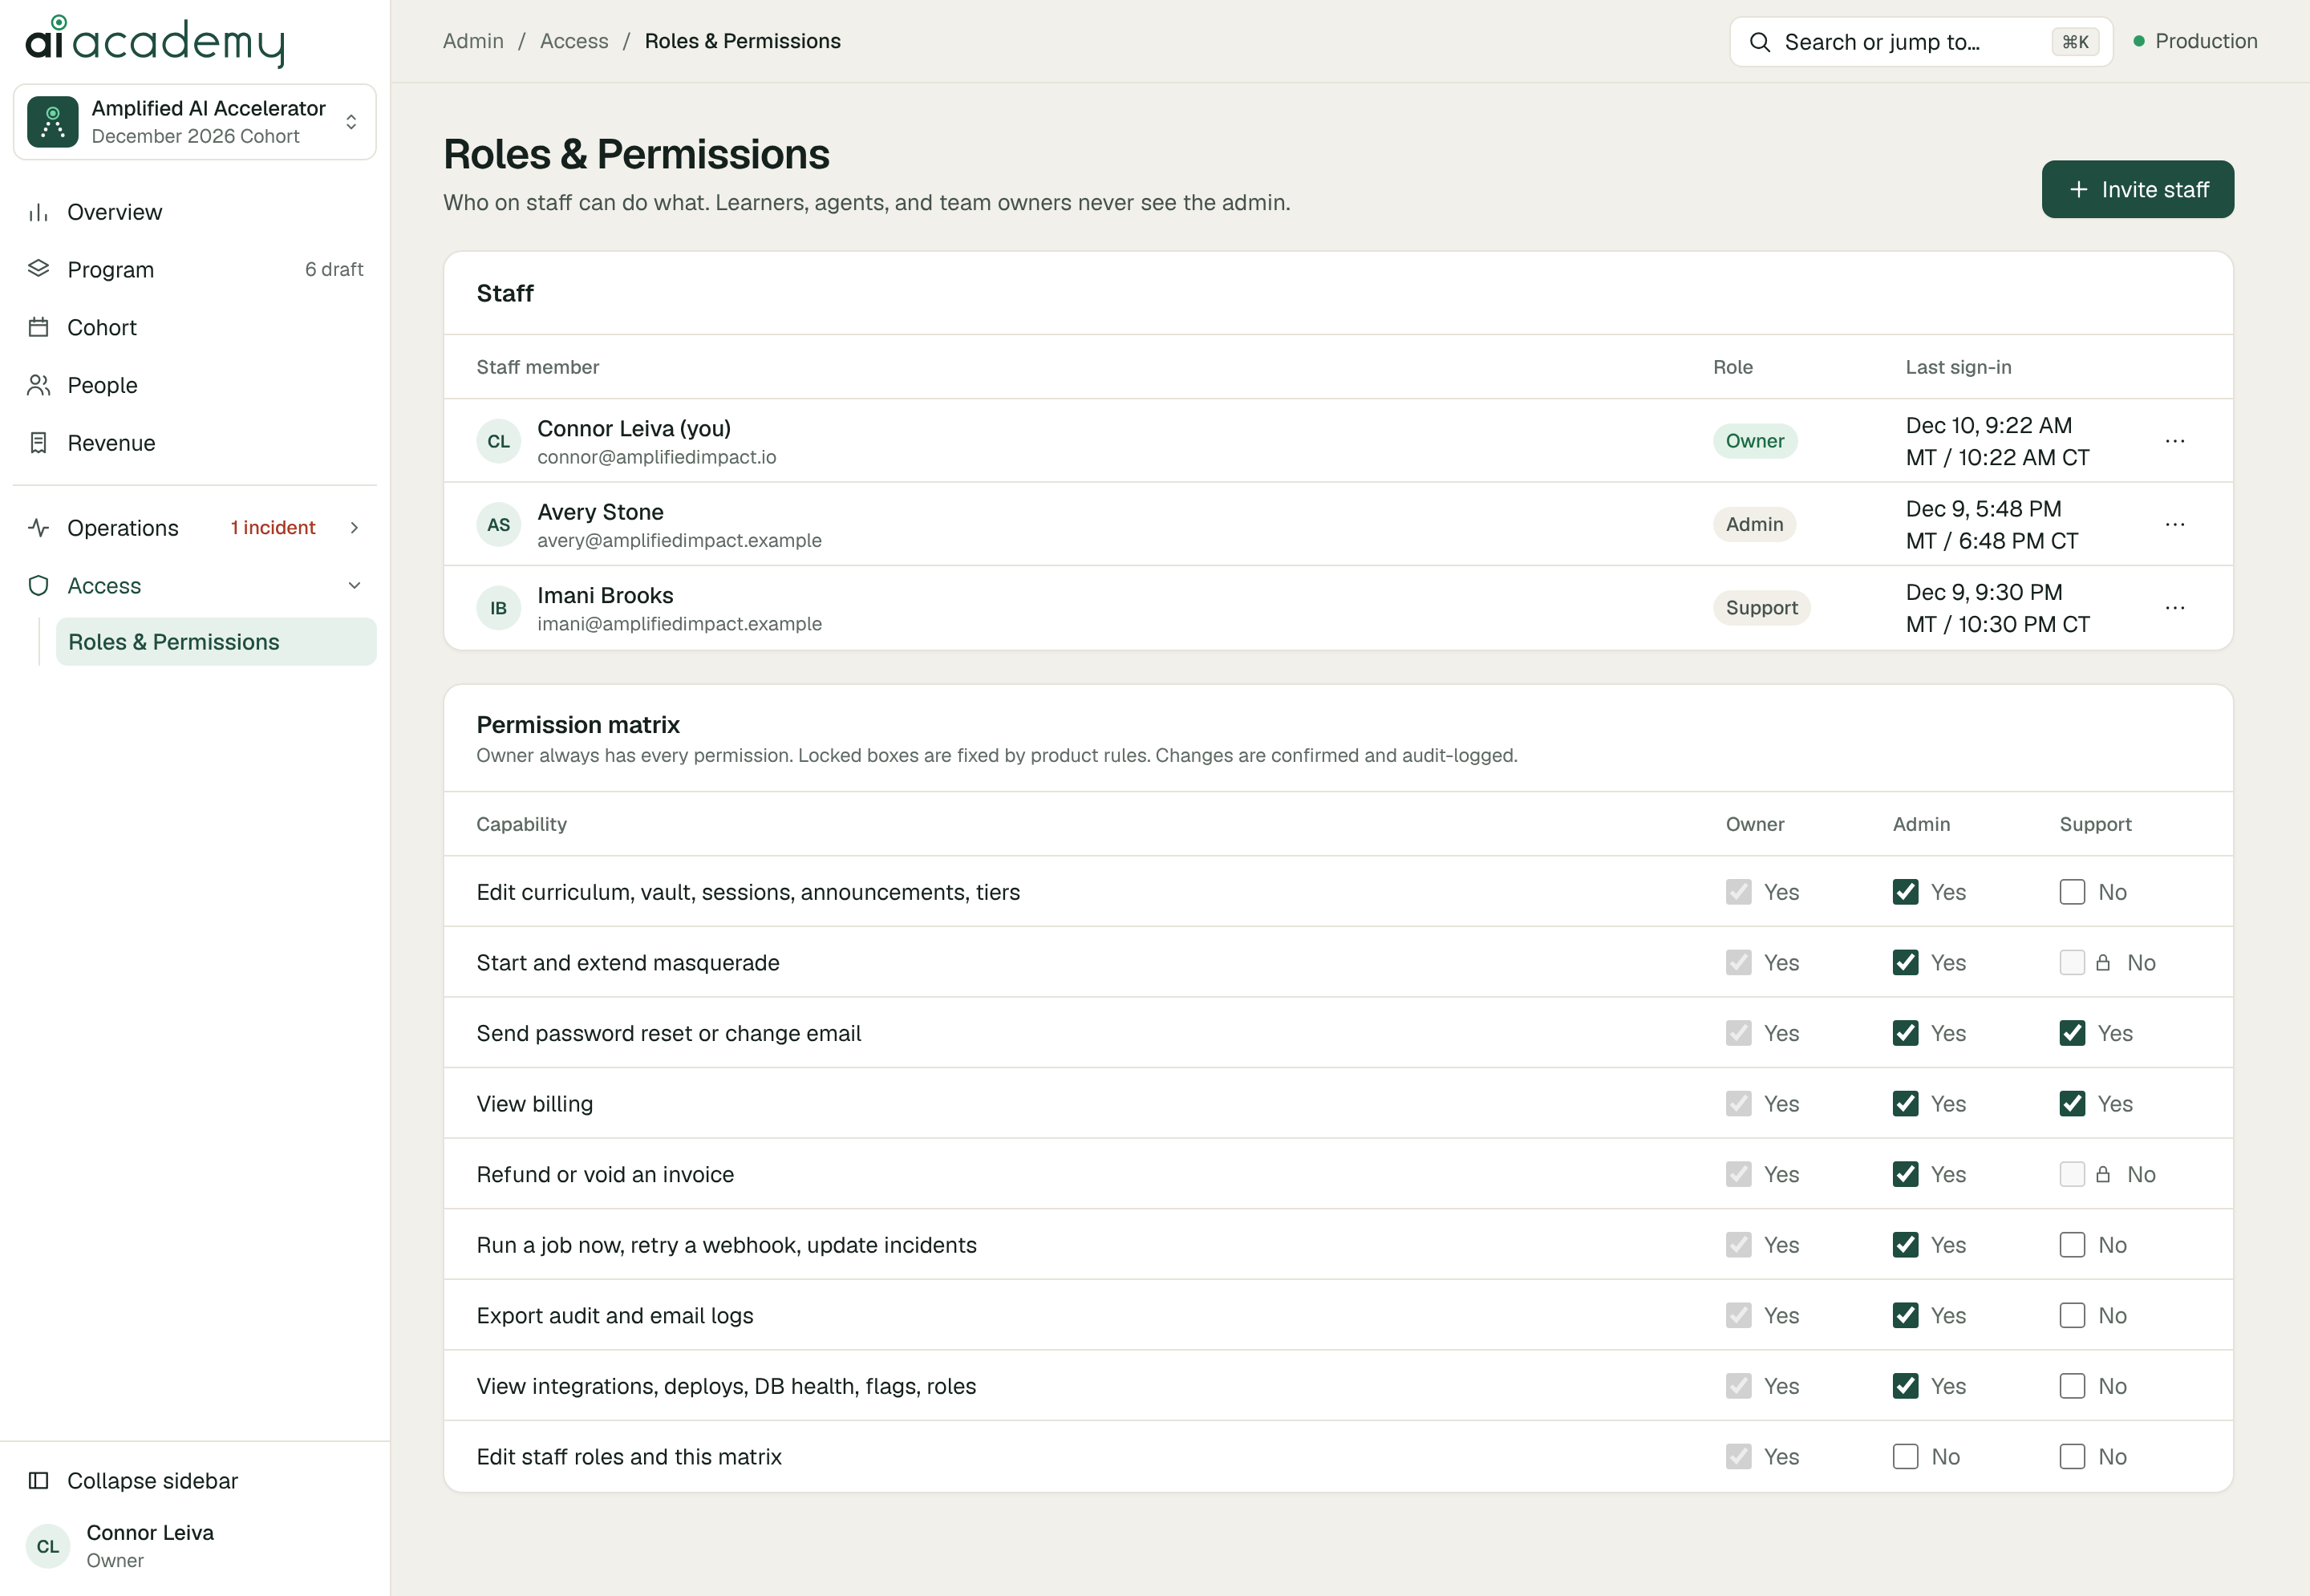 ai academy
Amplified AI Accelerator
December 2026 Cohort
Overview
Program 6 draft
Cohort
People
Revenue
Operations 1 incident
Access
Roles & Permissions
Collapse sidebar
CL Connor Leiva
Owner
Admin / Access / Roles & Permissions
Search or jump to... ⌘K
Production
Roles & Permissions
Who on staff can do what. Learners, agents, and team owners never see the admin.
+ Invite staff
Staff
Staff member Role Last sign-in
CL Connor Leiva (you)
connor@amplifiedimpact.io
Owner
Dec 10, 9:22 AM
MT / 10:22 AM CT
AS Avery Stone
avery@amplifiedimpact.example
Admin
Dec 9, 5:48 PM
MT / 6:48 PM CT
IB Imani Brooks
imani@amplifiedimpact.example
Support
Dec 9, 9:30 PM
MT / 10:30 PM CT
Permission matrix
Owner always has every permission. Locked boxes are fixed by product rules. Changes are confirmed and audit-logged.
Capability Owner Admin Support
Edit curriculum, vault, sessions, announcements, tiers Yes Yes No
Start and extend masquerade Yes Yes No
Send password reset or change email Yes Yes Yes
View billing Yes Yes Yes
Refund or void an invoice Yes Yes No
Run a job now, retry a webhook, update incidents Yes Yes No
Export audit and email logs Yes Yes No
View integrations, deploys, DB health, flags, roles Yes Yes No
Edit staff roles and this matrix Yes No No